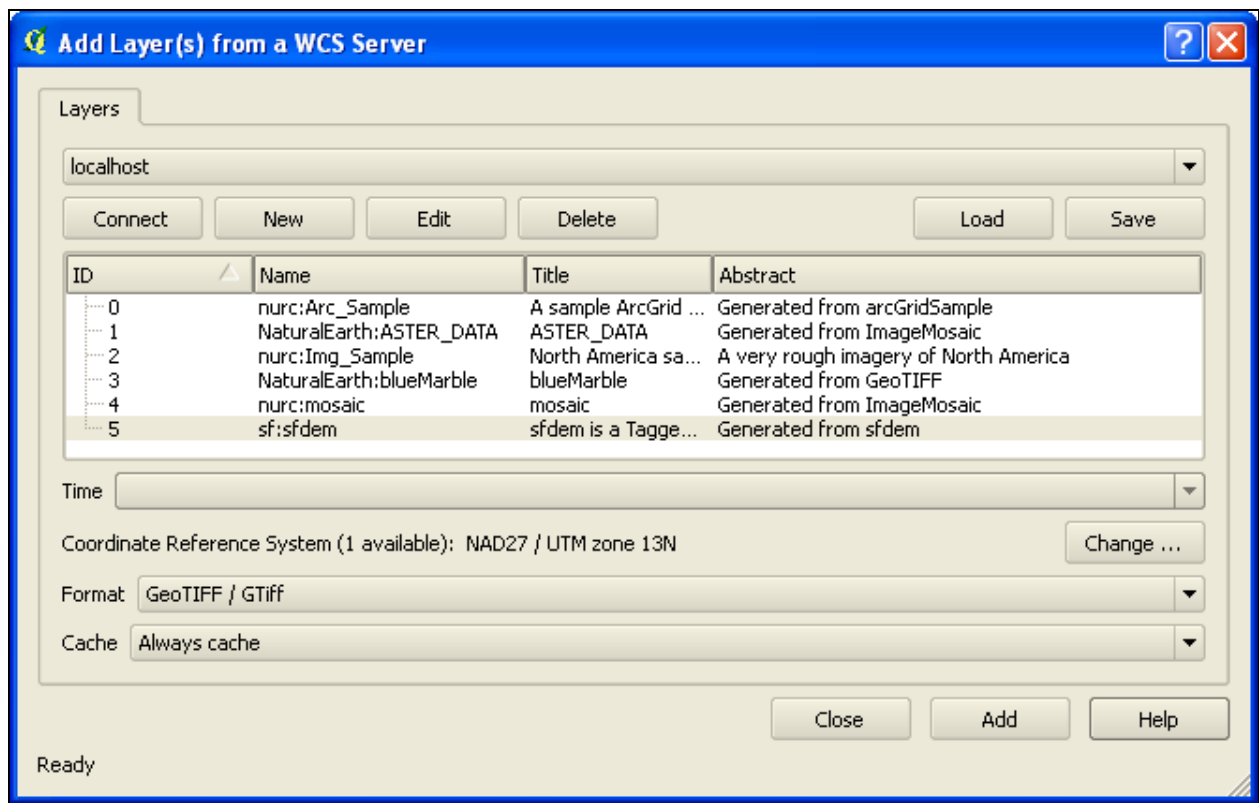 Add Layer(s) from a WCS Server
Layers
localhost
Connect New Edit Delete Load Save
ID Name Title Abstract
0 nurc:Arc_Sample A sample ArcGrid ... Generated from arcGridSample
1 NaturalEarth:ASTER_DATA ASTER_DATA Generated from ImageMosaic
2 nurc:Img_Sample North America sa... A very rough imagery of North America
3 NaturalEarth:blueMarble blueMarble Generated from GeoTIFF
4 nurc:mosaic mosaic Generated from ImageMosaic
5 sf:sfdem sfdem is a Tagge... Generated from sfdem
Time
Coordinate Reference System (1 available): NAD27 / UTM zone 13N Change ...
Format GeoTIFF / GTiff
Cache Always cache
Close Add Help
Ready